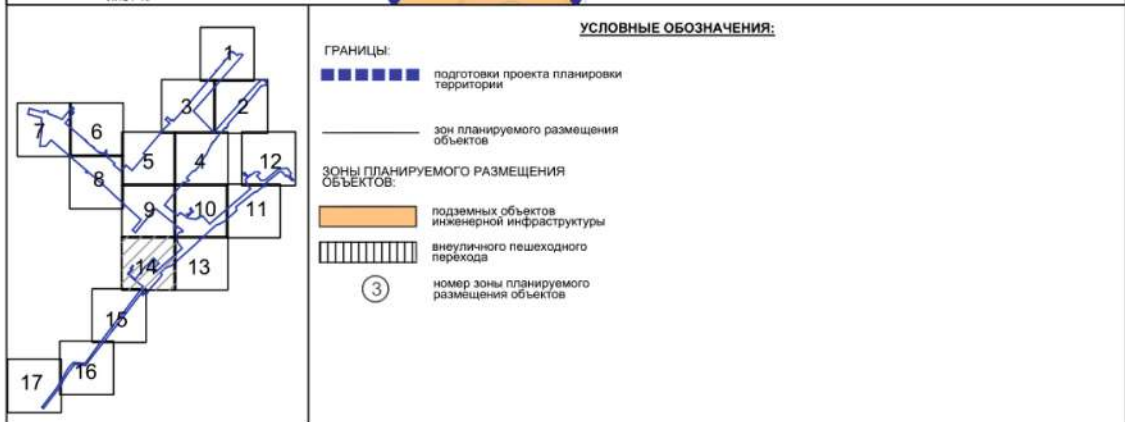 УСЛОВНЫЕ ОБОЗНАЧЕНИЯ:
ГРАНИЦЫ:
подготовки проекта планировки
территории
зон планируемого размещения
объектов
ЗОНЫ ПЛАНИРУЕМОГО РАЗМЕЩЕНИЯ
ОБЪЕКТОВ:
подземных объектов
инженерной инфраструктуры
внеуличного пешеходного
перехода
3
номер зоны планируемого
размещения объектов
1
3 2
7 6
5 4 12
8
9 10 11
14 13
15
16
17